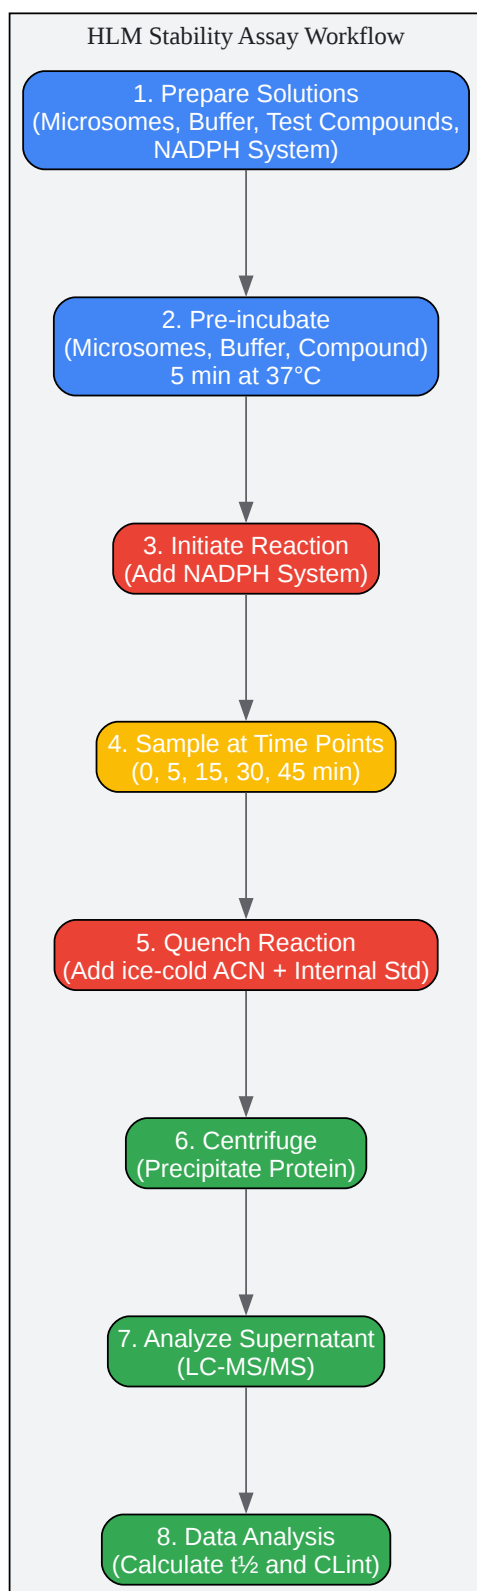 HLM Stability Assay Workflow
1. Prepare Solutions
(Microsomes, Buffer, Test Compounds,
NADPH System)
2. Pre-incubate
(Microsomes, Buffer, Compound)
5 min at 37°C
3. Initiate Reaction
(Add NADPH System)
4. Sample at Time Points
(0, 5, 15, 30, 45 min)
5. Quench Reaction
(Add ice-cold ACN + Internal Std)
6. Centrifuge
(Precipitate Protein)
7. Analyze Supernatant
(LC-MS/MS)
8. Data Analysis
(Calculate t½ and CLint)